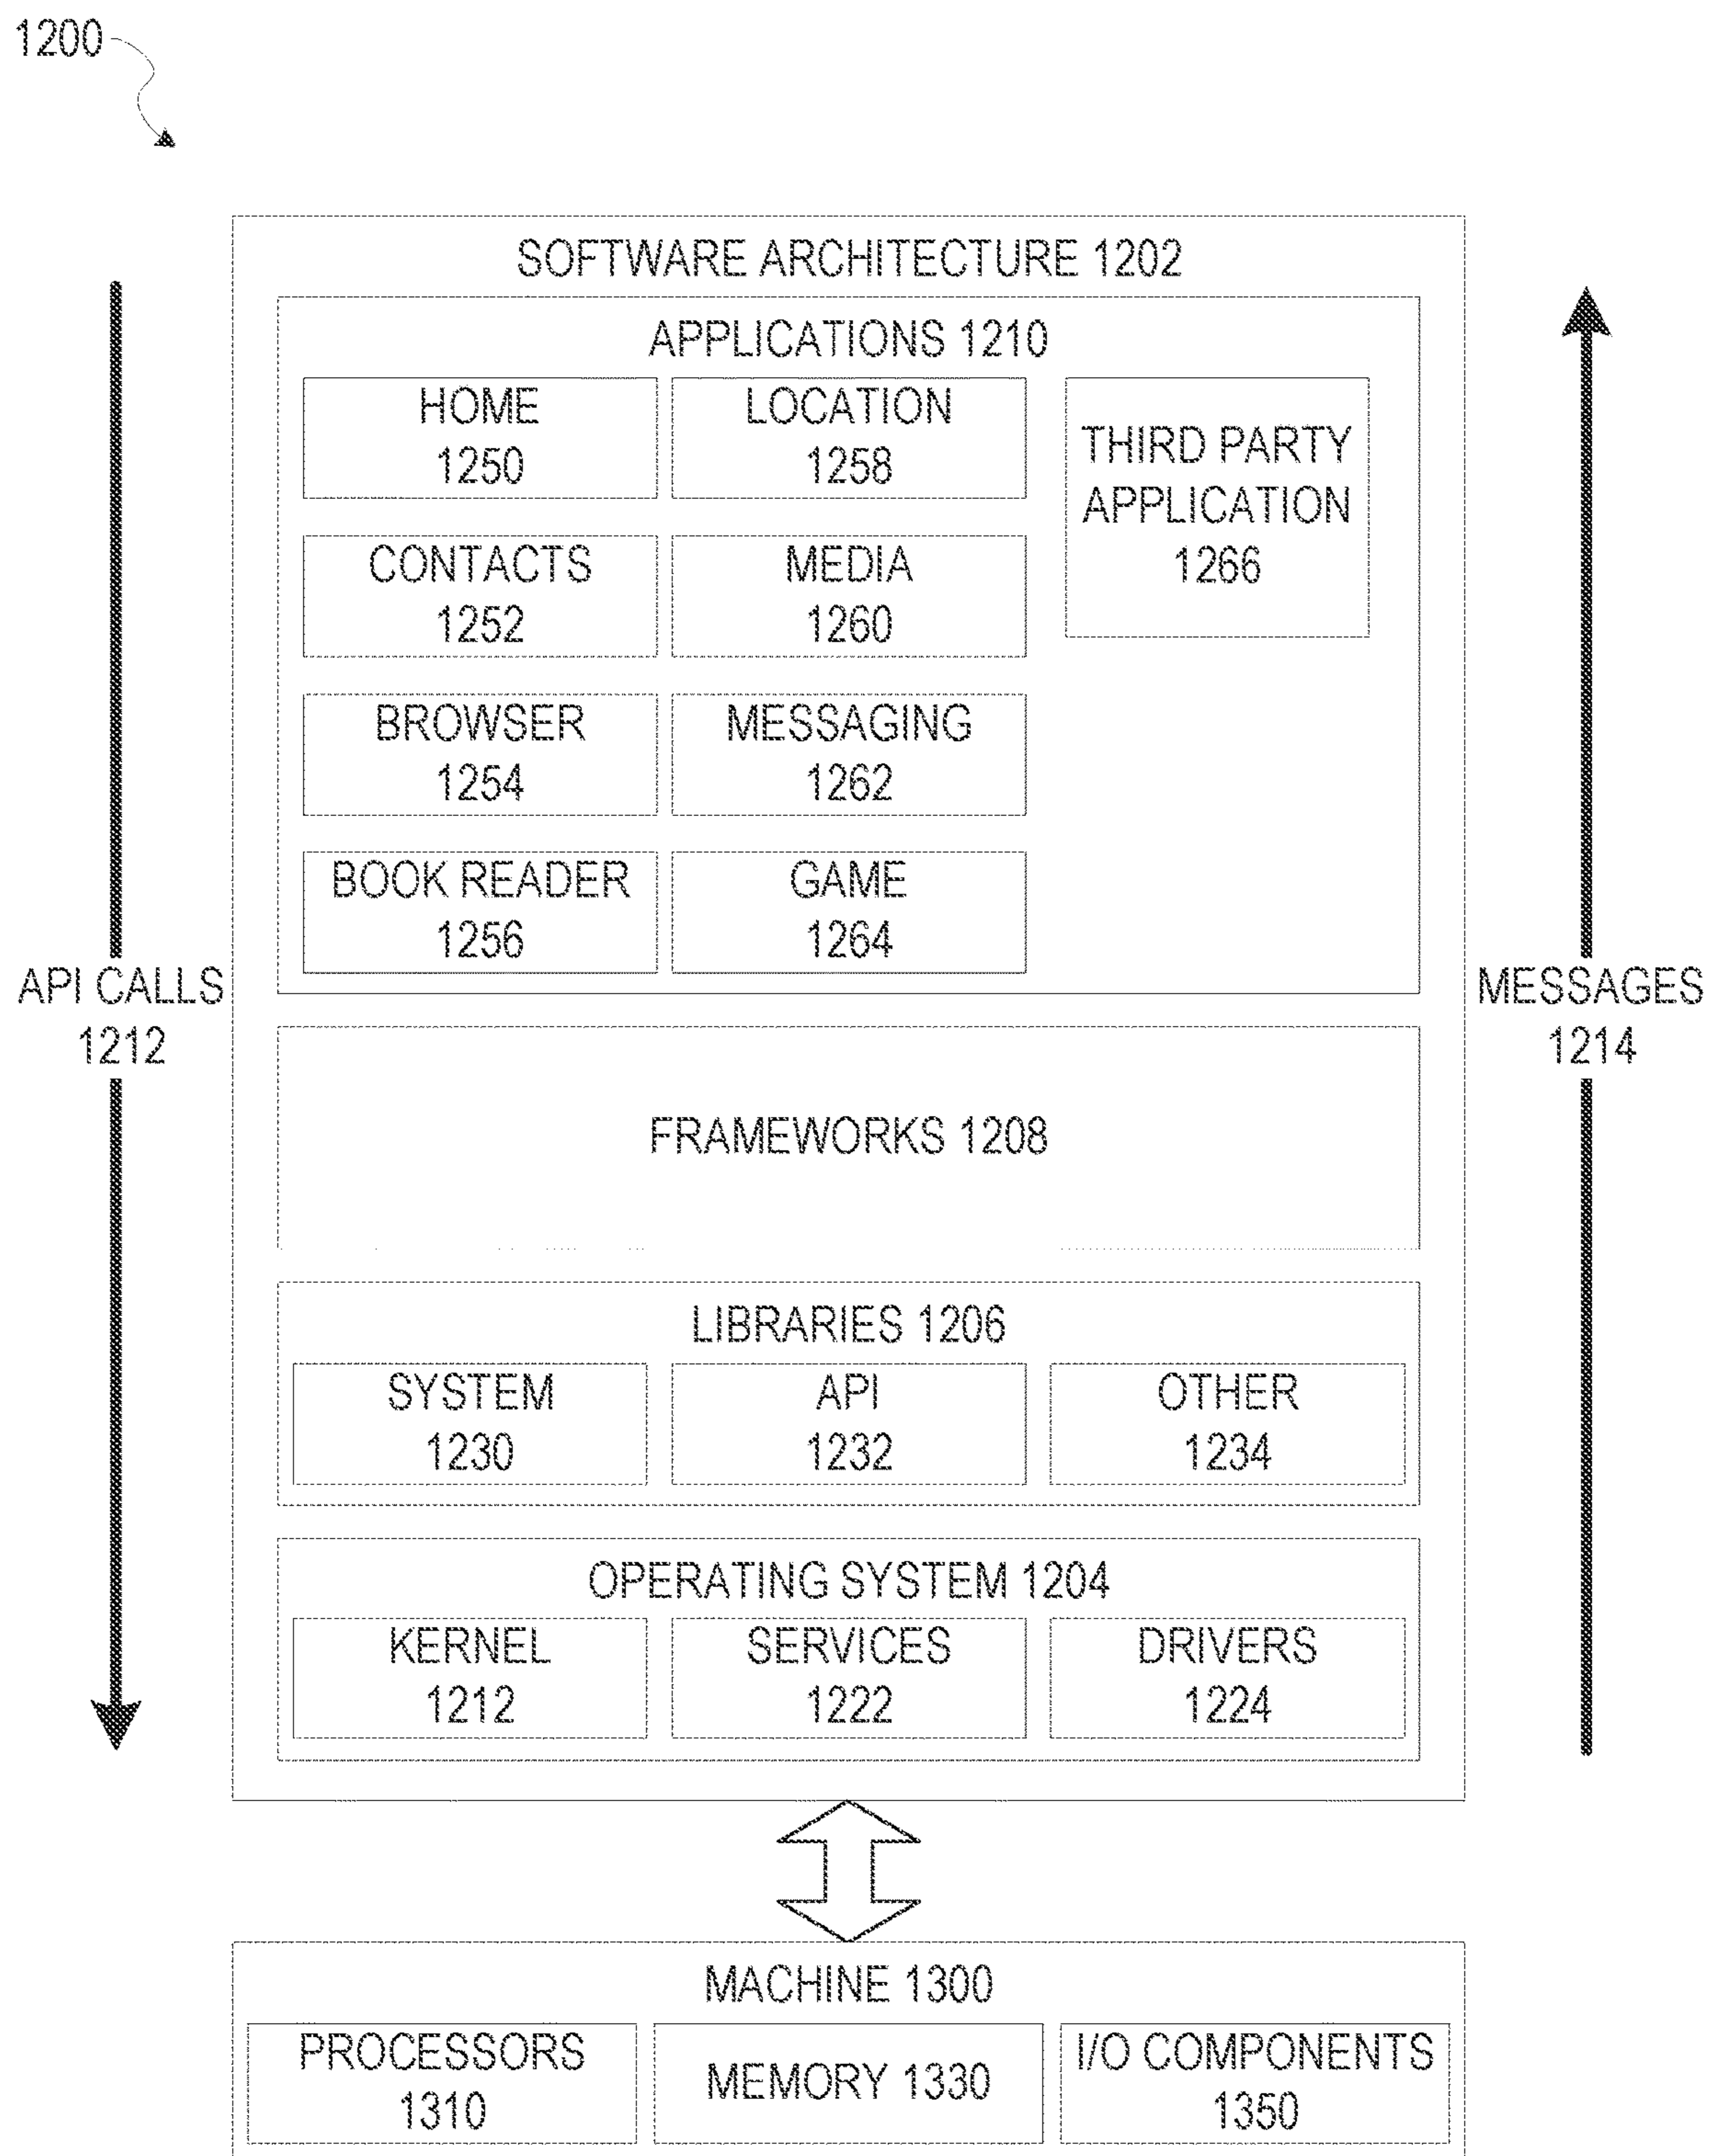 1200
SOFTWARE ARCHITECTURE 1202
APPLICATIONS 1210
HOME
1250
LOCATION
1258
THIRD PARTY
APPLICATION
1266
CONTACTS
1252
MEDIA
1260
BROWSER
1254
MESSAGING
1262
BOOK READER
1256
GAME
1264
API CALLS
1212
MESSAGES
1214
FRAMEWORKS 1208
LIBRARIES 1206
SYSTEM
1230
API
1232
OTHER
1234
OPERATING SYSTEM 1204
KERNEL
1212
SERVICES
1222
DRIVERS
1224
MACHINE 1300
PROCESSORS
1310
MEMORY 1330
I/O COMPONENTS
1350